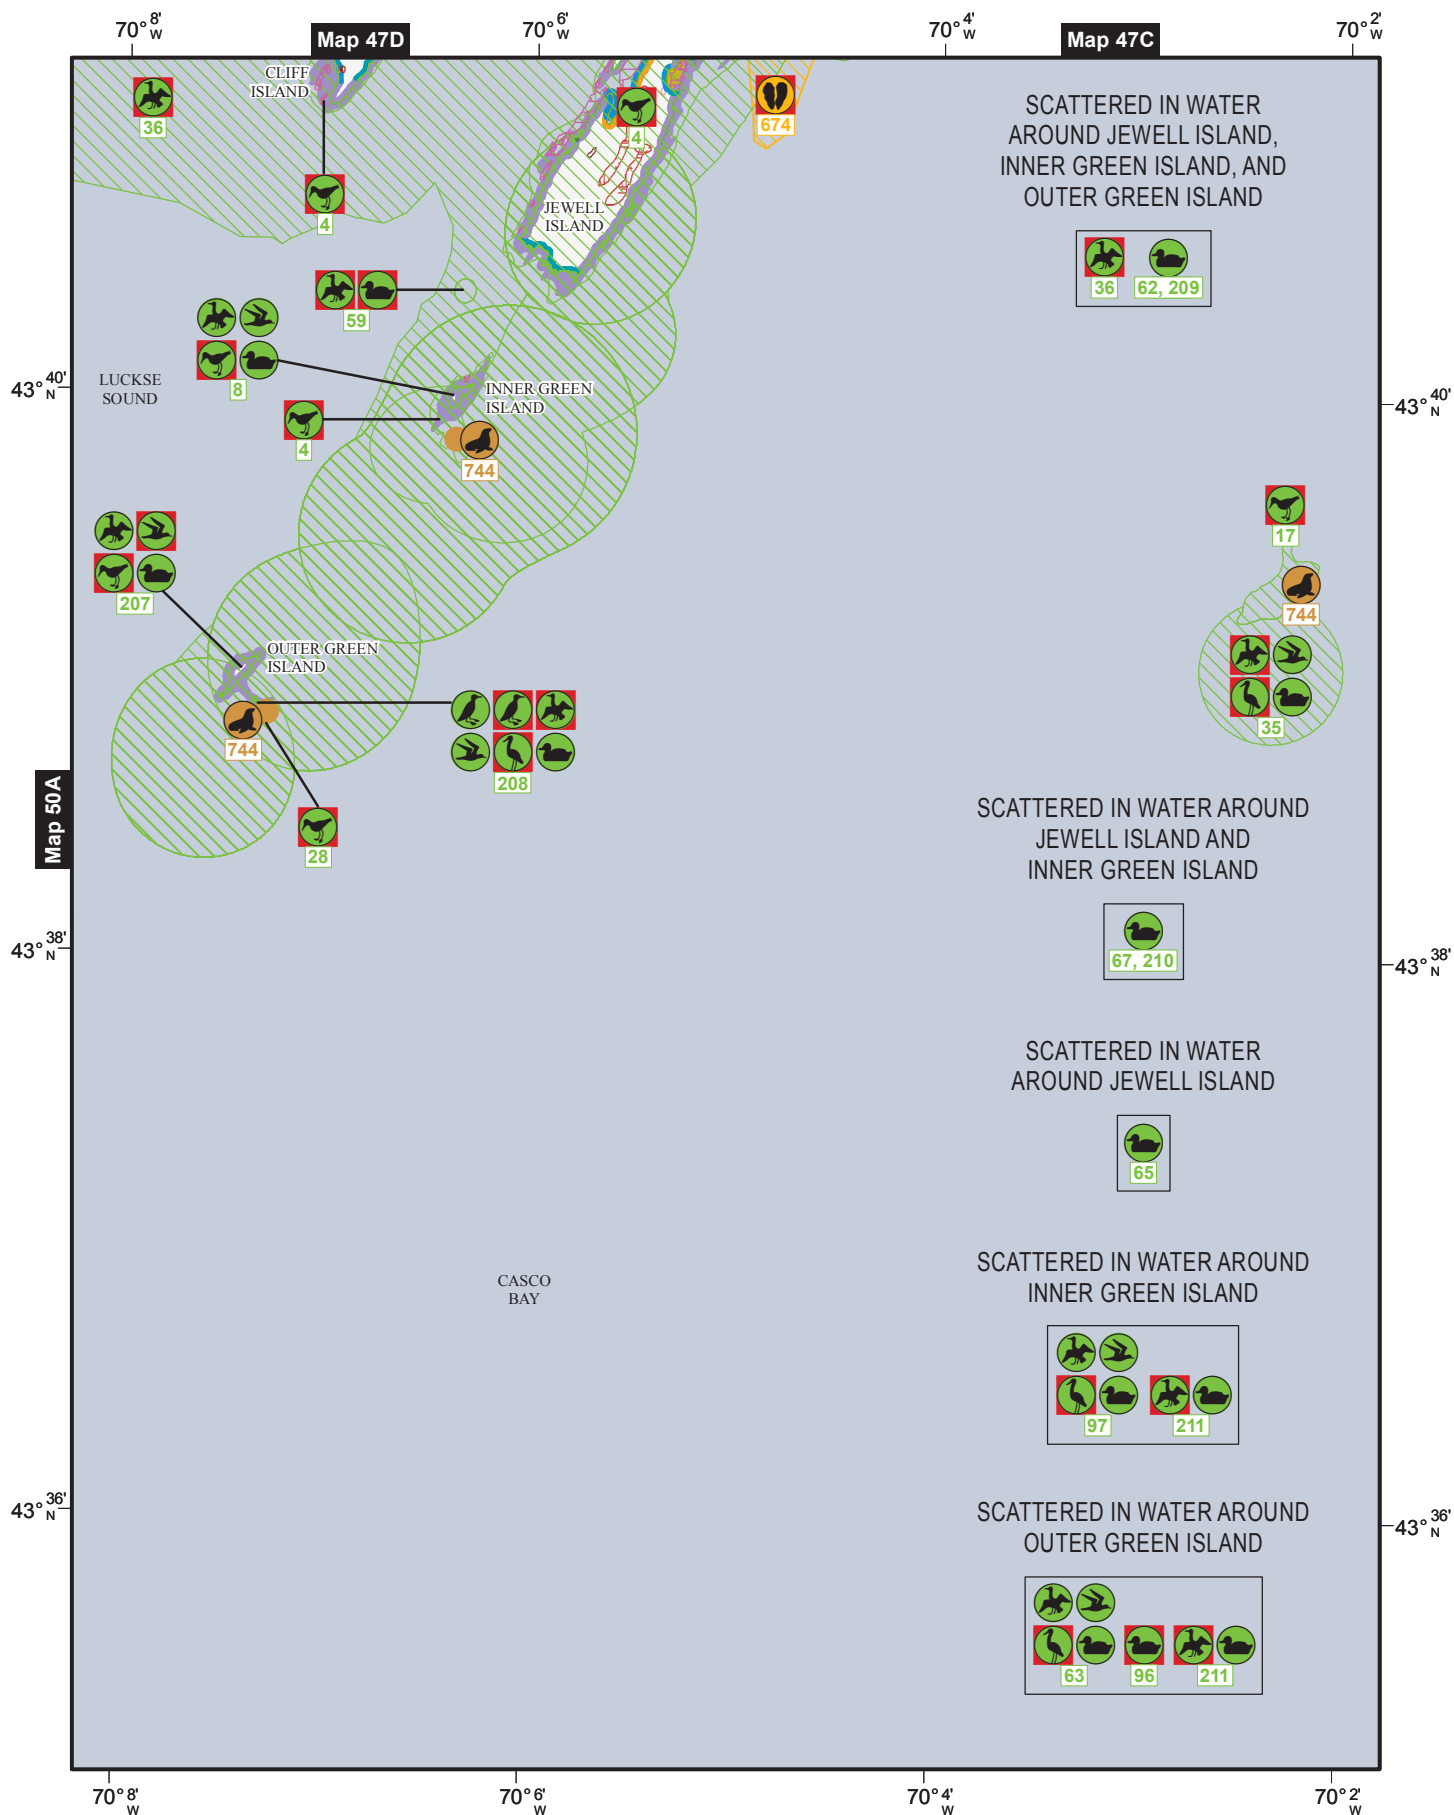 70° 8' W
Map 47D
70° 6' W
70° 4' W
Map 47C
70° 2' W
CLIFF
ISLAND
36
4
4
674
SCATTERED IN WATER
AROUND JEWELL ISLAND,
INNER GREEN ISLAND, AND
OUTER GREEN ISLAND
36
62, 209
JEWELL
ISLAND
59
8
LUCKSE
SOUND
43° 40' N
43° 40' N
INNER GREEN
ISLAND
4
744
17
744
35
207
OUTER GREEN
ISLAND
744
208
28
Map 50A
SCATTERED IN WATER AROUND
JEWELL ISLAND AND
INNER GREEN ISLAND
67, 210
43° 38' N
43° 38' N
SCATTERED IN WATER
AROUND JEWELL ISLAND
65
CASCO
BAY
SCATTERED IN WATER AROUND
INNER GREEN ISLAND
97
211
43° 36' N
43° 36' N
SCATTERED IN WATER AROUND
OUTER GREEN ISLAND
63
96
211
70° 8' W
70° 6' W
70° 4' W
70° 2' W